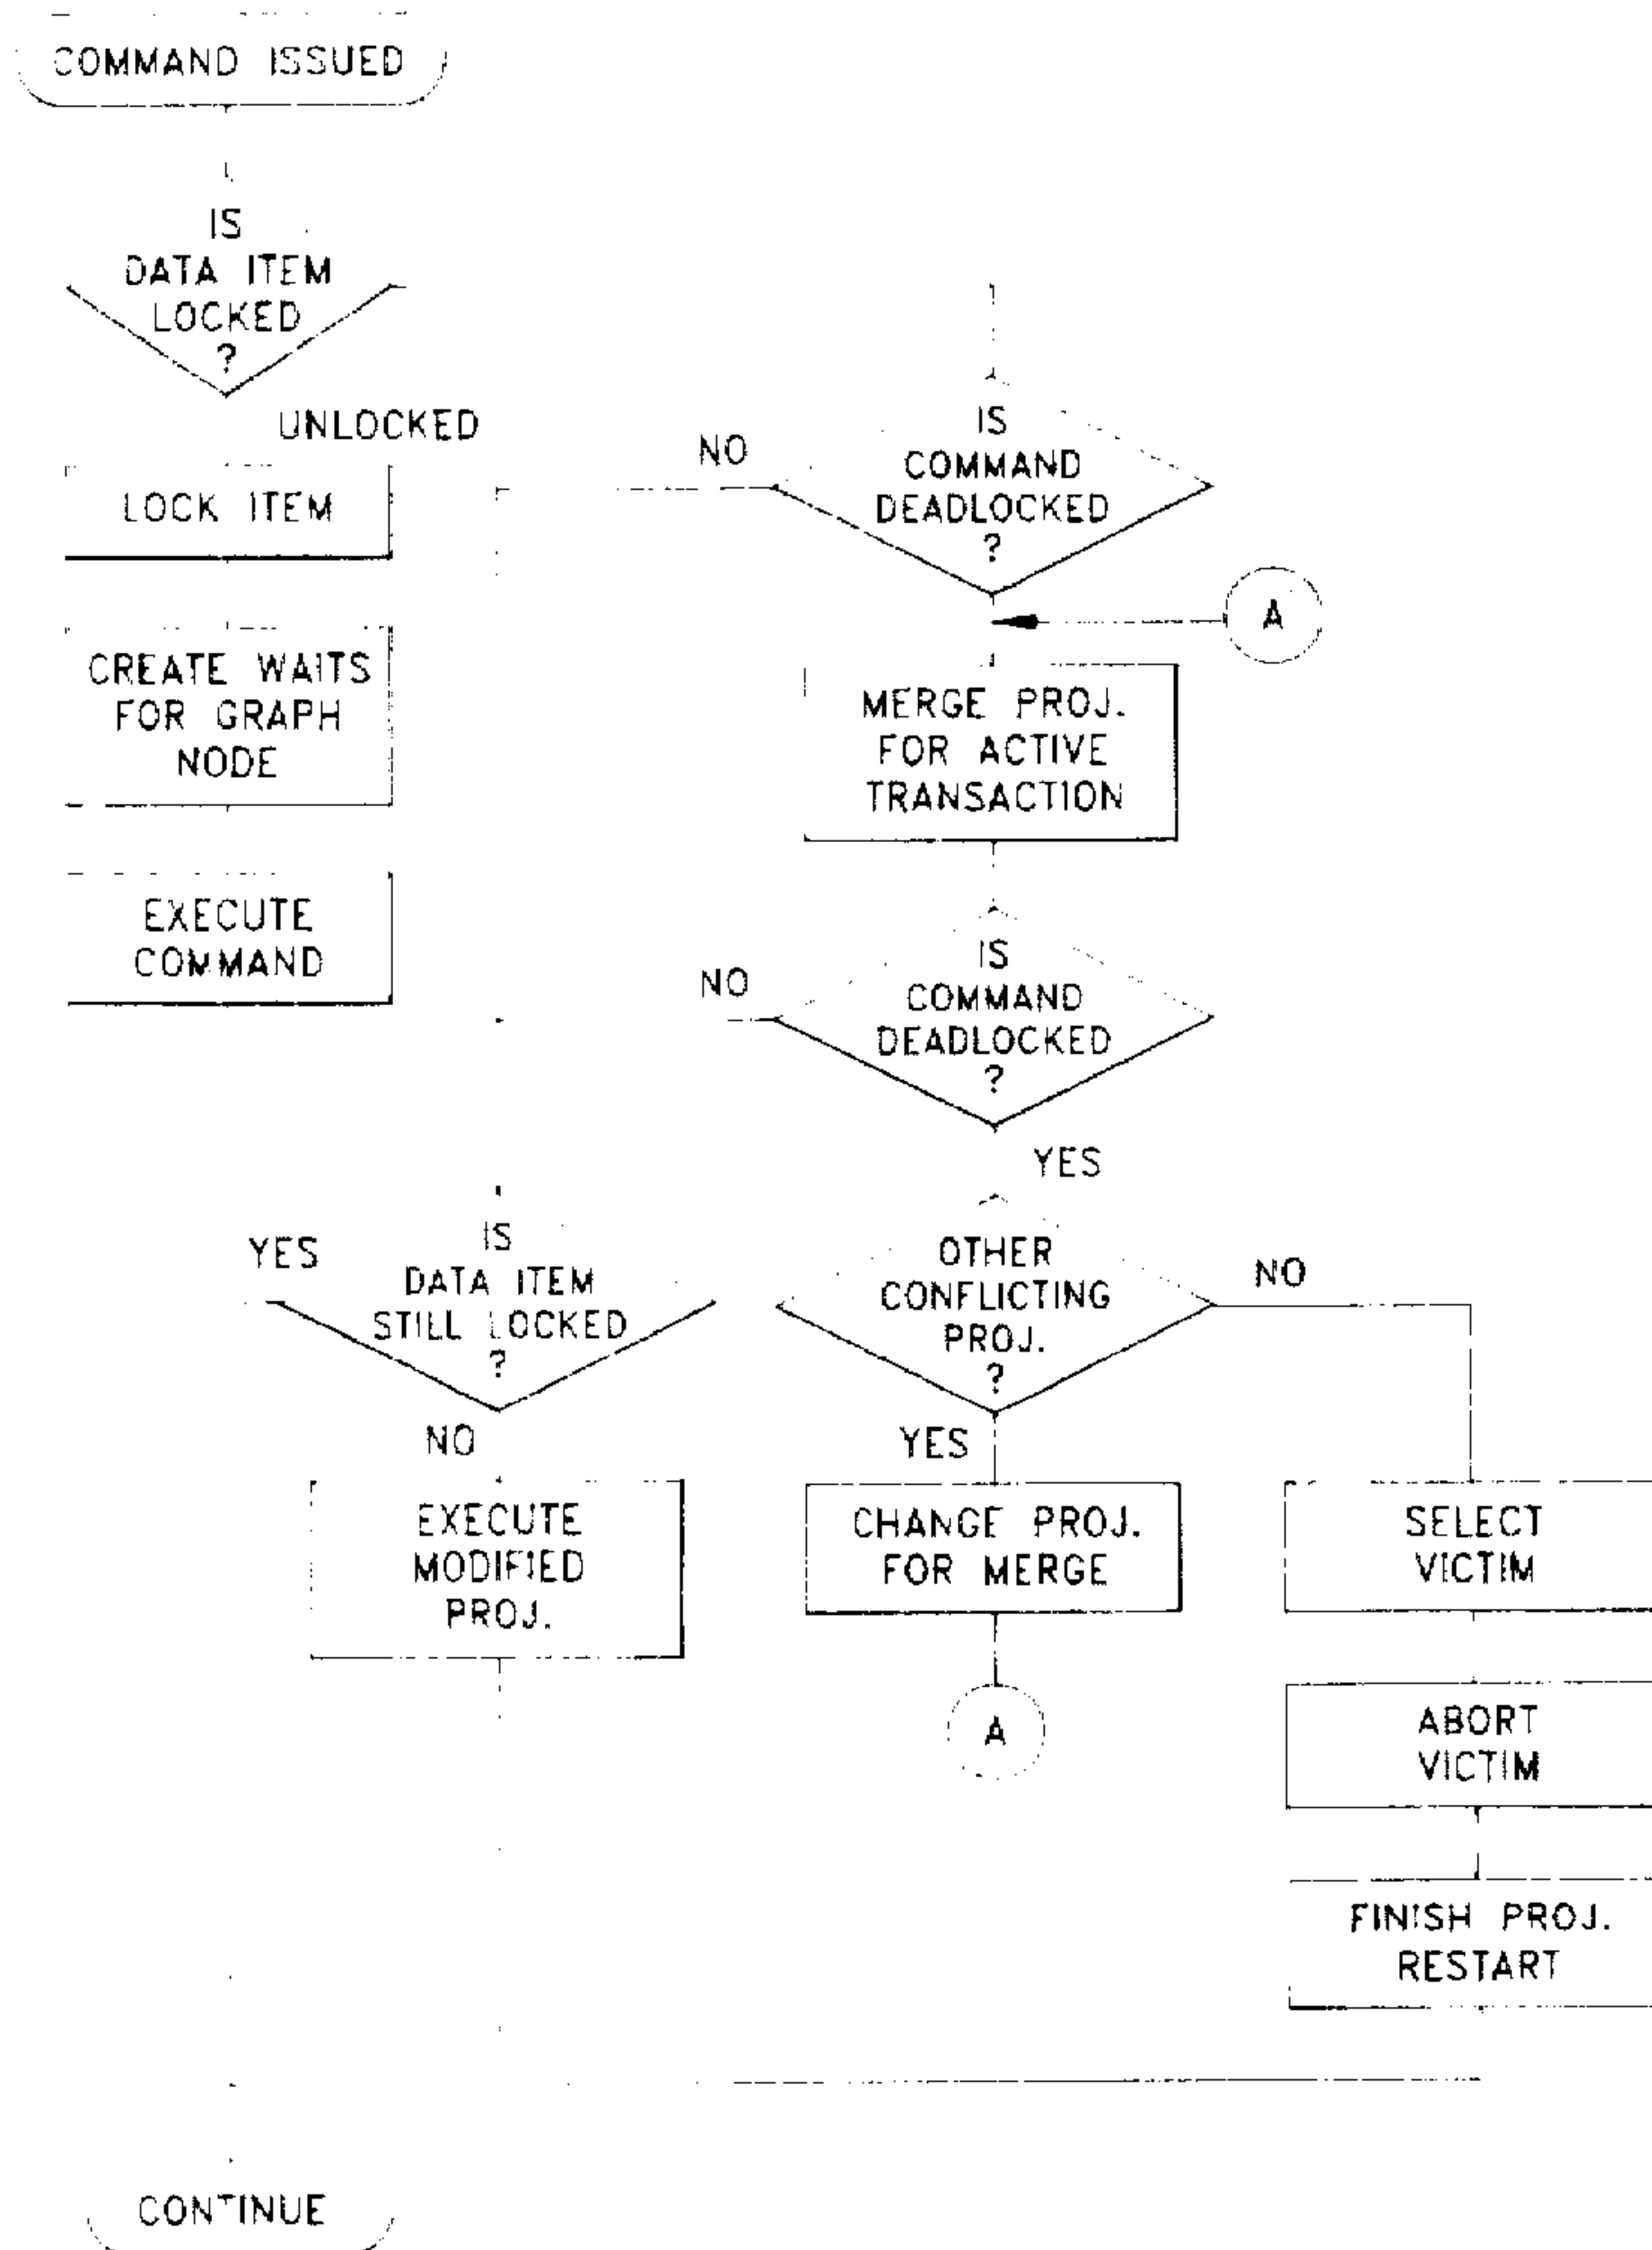 COMMAND ISSUED
IS
DATA ITEM
LOCKED
?
UNLOCKED
LOCK ITEM
CREATE WAITS
FOR GRAPH
NODE
EXECUTE
COMMAND
IS
COMMAND
DEADLOCKED
?
NO
A
MERGE PROJ.
FOR ACTIVE
TRANSACTION
IS
COMMAND
DEADLOCKED
?
NO
YES
IS
DATA ITEM
STILL LOCKED
?
YES
NO
EXECUTE
MODIFIED
PROJ.
OTHER
CONFLICTING
PROJ.
?
NO
YES
CHANGE PROJ.
FOR MERGE
A
SELECT
VICTIM
ABORT
VICTIM
FINISH PROJ.
RESTART
CONTINUE